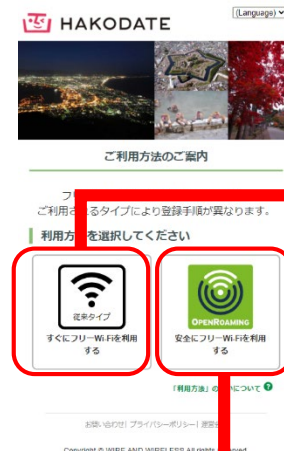 HAKODATE
(Language)
ご利用方法のご案内
ご利用されるタイプにより登録手順が異なります。
利用方法を選択してください
従来タイプ
すぐにフリーWi-Fiを利用
する
OPENROAMING
安全にフリーWi-Fiを利用
する
「利用方法」の違いについて
お問い合わせ| プライバシーポリシー|
Copyright © WIRE AND WIRELESS All rights reserved